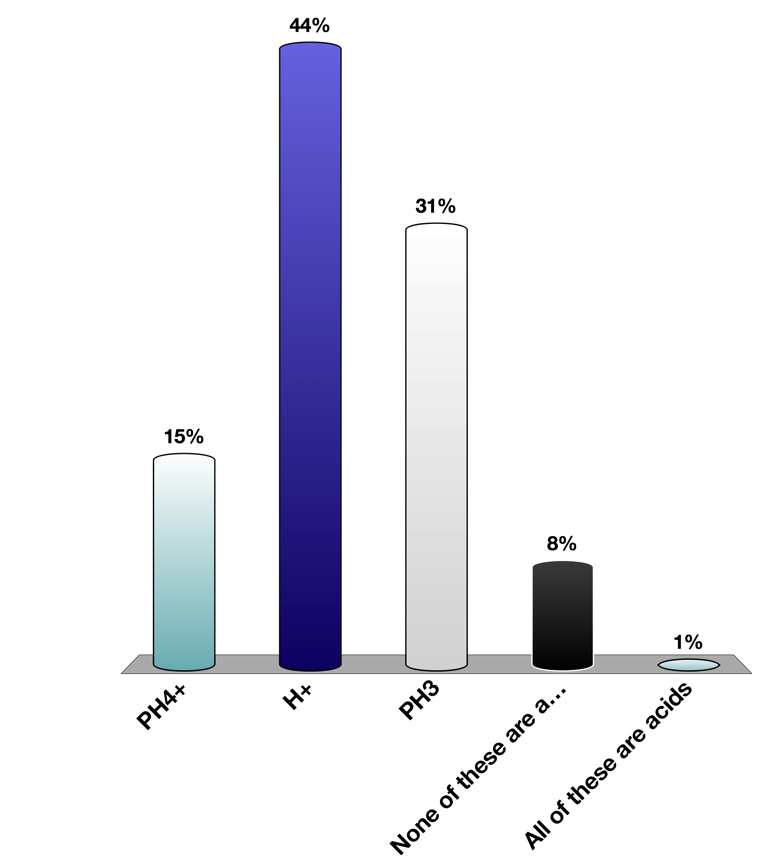 44%
31%
15%
8%
1%
PH4+
H+
PH3
None of these are a...
All of these are acids